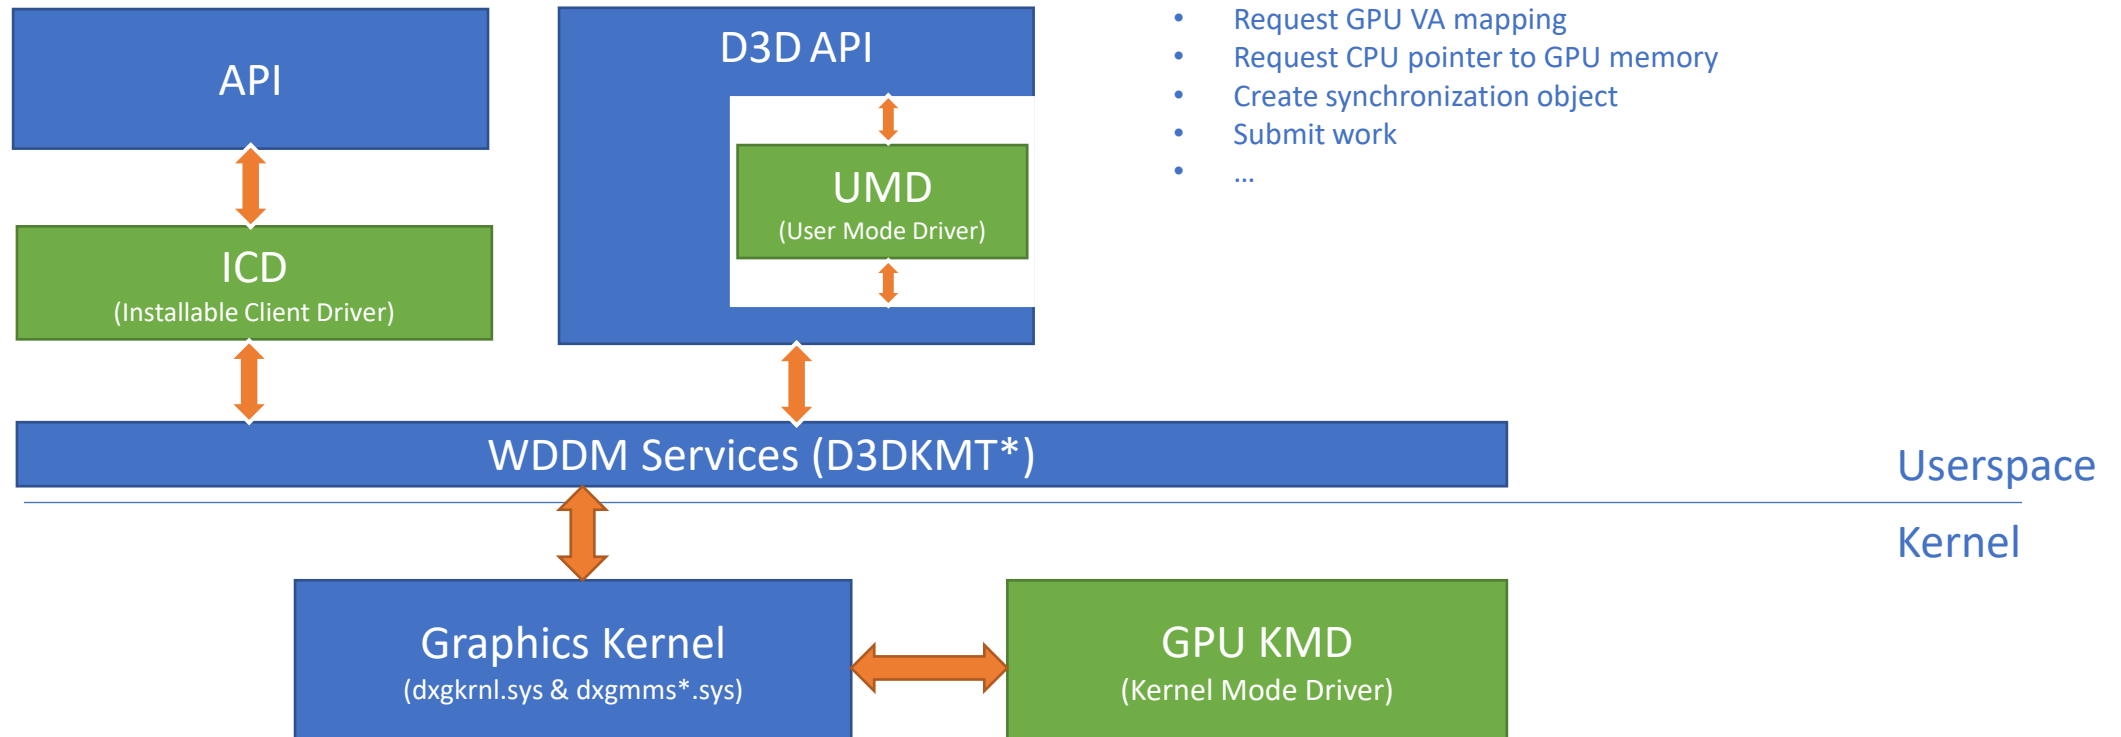 API
ICD
(Installable Client Driver)
D3D API
UMD
(User Mode Driver)
• Request GPU VA mapping
• Request CPU pointer to GPU memory
• Create synchronization object
• Submit work
• ...
WDDM Services (D3DKMT*)
Userspace
Kernel
Graphics Kernel
(dxgkrnl.sys & dxgmms*.sys)
GPU KMD
(Kernel Mode Driver)